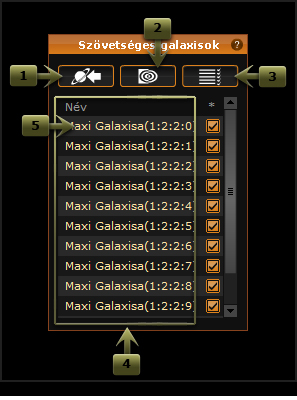 2
Szövetséges galaxisok ?
1
3
Név *
5
Maxi Galaxisa(1:2:2:0)
Maxi Galaxisa(1:2:2:1)
Maxi Galaxisa(1:2:2:2)
Maxi Galaxisa(1:2:2:3)
Maxi Galaxisa(1:2:2:4)
Maxi Galaxisa(1:2:2:5)
Maxi Galaxisa(1:2:2:6)
Maxi Galaxisa(1:2:2:7)
Maxi Galaxisa(1:2:2:8)
Maxi Galaxisa(1:2:2:9)
4